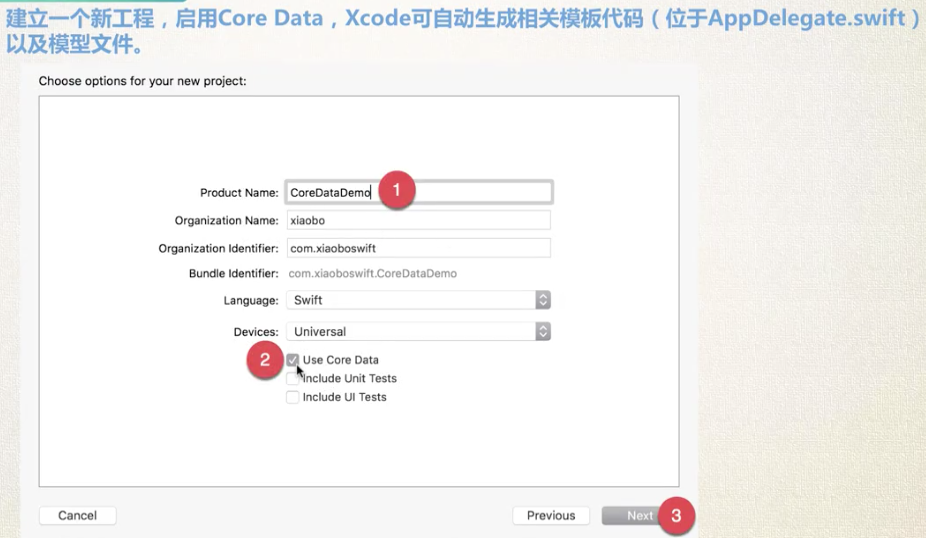 建立一个新工程，启用Core Data，Xcode可自动生成相关模板代码（位于AppDelegate.swift）
以及模型文件。
Choose options for your new project:
Product Name: CoreDataDemo 1
Organization Name: xiaobo
Organization Identifier: com.xiaoboswift
Bundle Identifier: com.xiaoboswift.CoreDataDemo
Language: Swift
Devices: Universal
2 Use Core Data
Include Unit Tests
Include UI Tests
Cancel Previous Next 3